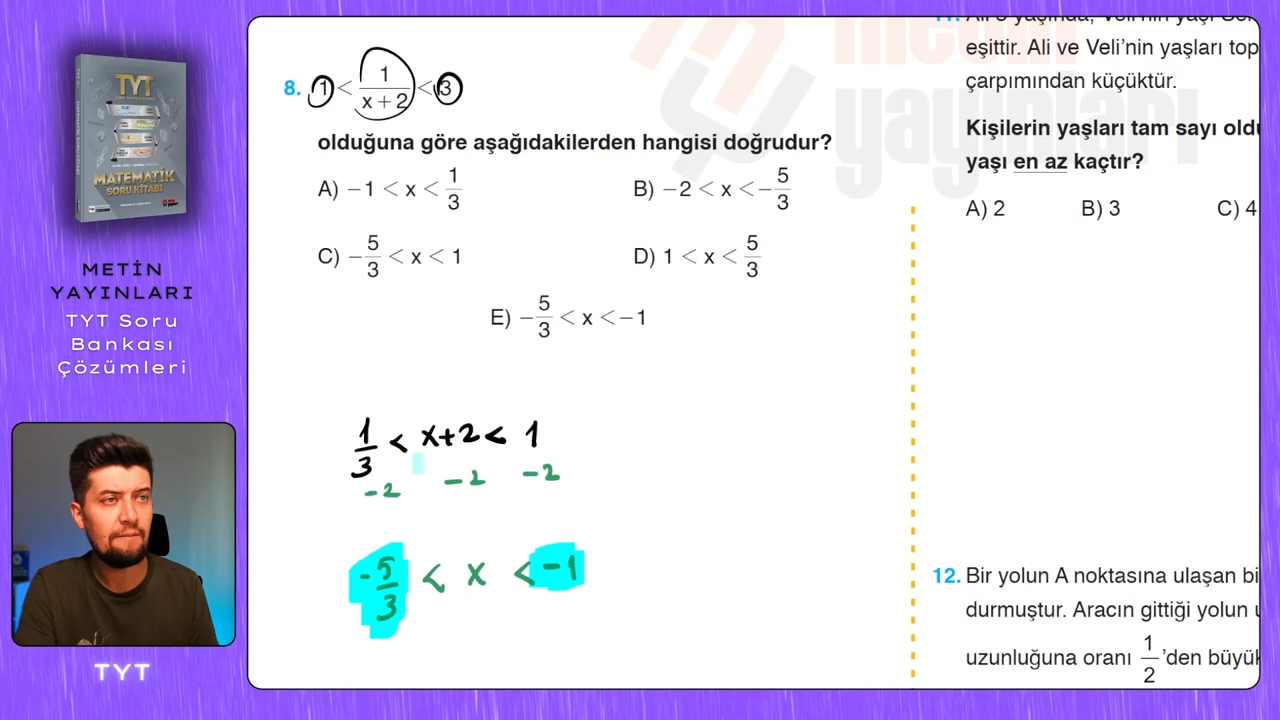 TYT
MATEMATİK
SORU KİTABI
METİN
YAYINLARI
TYT Soru
Bankası
Çözümleri
TYT
metin
yayınları
8. 1 < 1/(x + 2) < 3
olduğuna göre aşağıdakilerden hangisi doğrudur?
A) −1 < x < 1/3
B) −2 < x < −5/3
C) −5/3 < x < 1
D) 1 < x < 5/3
E) −5/3 < x < −1
1/3 < x+2 < 1
-2 -2 -2
-5/3 < x < -1
eşittir. Ali ve Veli’nin yaşları top
çarpımından küçüktür.
Kişilerin yaşları tam sayı oldu
yaşı en az kaçtır?
A) 2 B) 3 C) 4
12. Bir yolun A noktasına ulaşan bi
durmuştur. Aracın gittiği yolun u
uzunluğuna oranı 1/2 ’den büyük